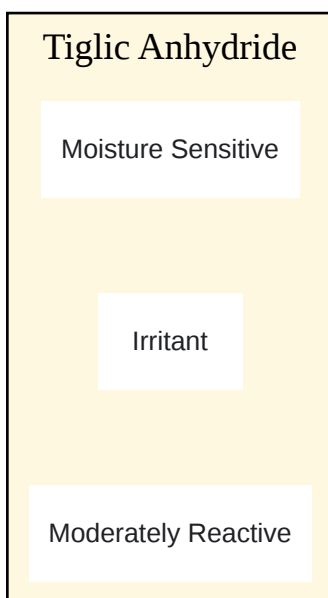 Tiglic Anhydride
Moisture Sensitive
Irritant
Moderately Reactive